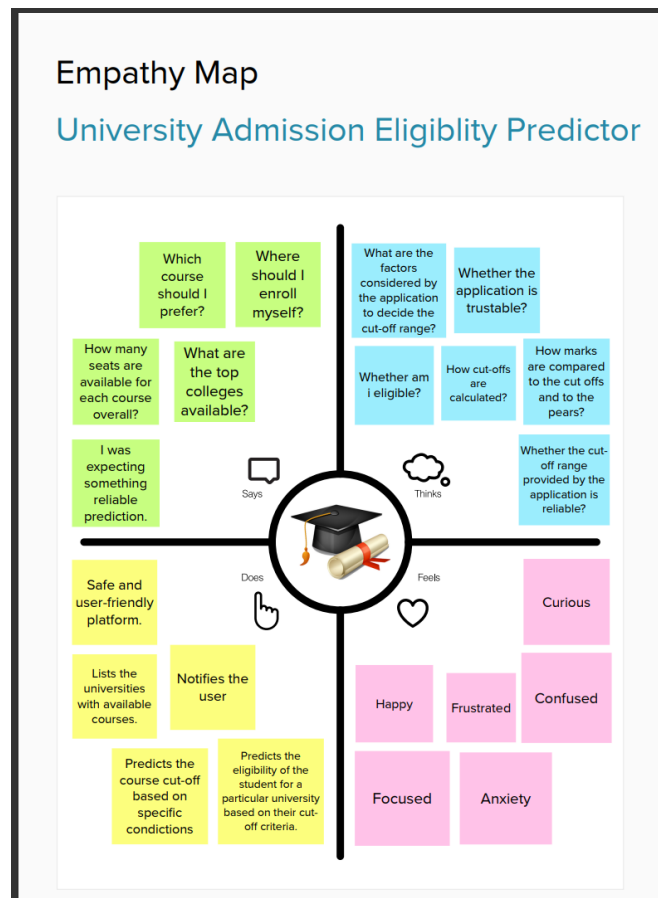 Empathy Map
University Admission Eligiblity Predictor
Which
course
should I
prefer?
Where
should I
enroll
myself?
How many
seats are
available for
each course
overall?
What are
the top
colleges
available?
I was
expecting
something
reliable
prediction.
Says
What are the
factors
considered by
the application
to decide the
cut-off range?
Whether the
application is
trustable?
Whether am
i eligible?
How cut-offs
are
calculated?
How marks
are compared
to the cut offs
and to the
pears?
Whether the cut-
off range
provided by the
application is
reliable?
Thinks
Does
Safe and
user-friendly
platform.
Lists the
universities
with available
courses.
Notifies the
user
Predicts the
course cut-off
based on
specific
condictions
Predicts the
eligibility of the
student for a
particular university
based on their cut-
off criteria.
Feels
Curious
Happy
Frustrated
Confused
Focused
Anxiety